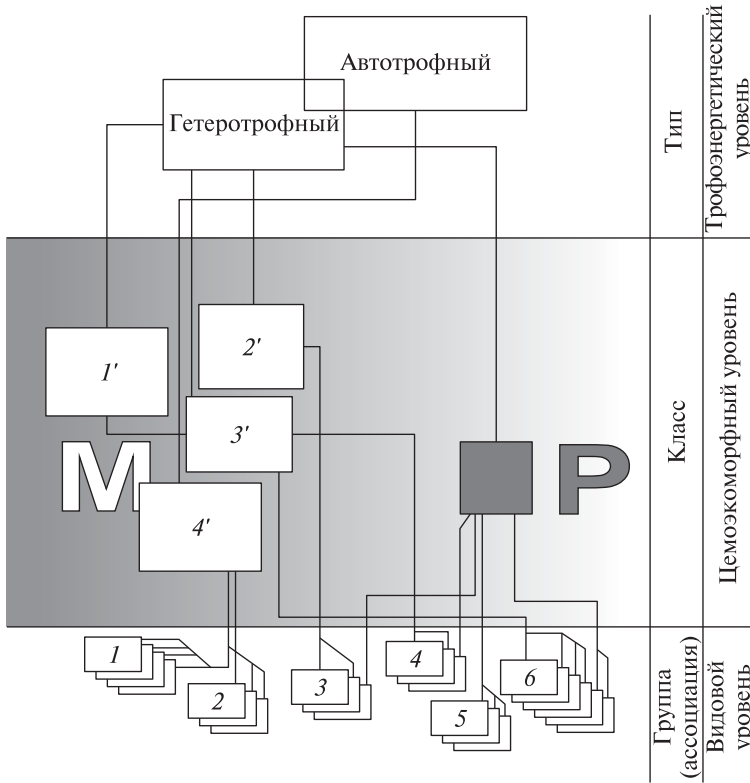 Автотрофный
Гетеротрофный
Тип
Трофоэнергетический
уровень
1'
2'
3'
4'
М
Р
Класс
Цемоэкоморфный уровень
1
2
3
4
5
6
Группа
(ассоциация)
Видовой
уровень